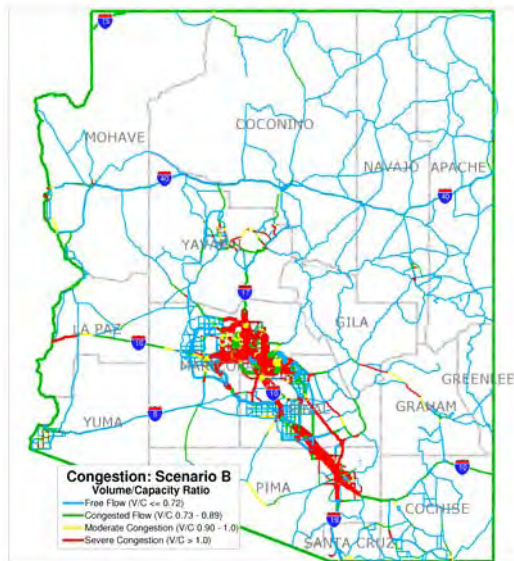 15
COCONINO
MOHAVE
NAVAJO APACHE
40
40
YAVAPAI
17
GILA
LA PAZ
10
GREENLEE
10
GRAHAM
YUMA
8
Congestion: Scenario B
Volume/Capacity Ratio
Free Flow (V/C <= 0.72)
Congested Flow (V/C 0.73 - 0.89)
Moderate Congestion (V/C 0.90 - 1.0)
Severe Congestion (V/C > 1.0)
PIMA
10
COCHISE
19
SANTA CRUZ